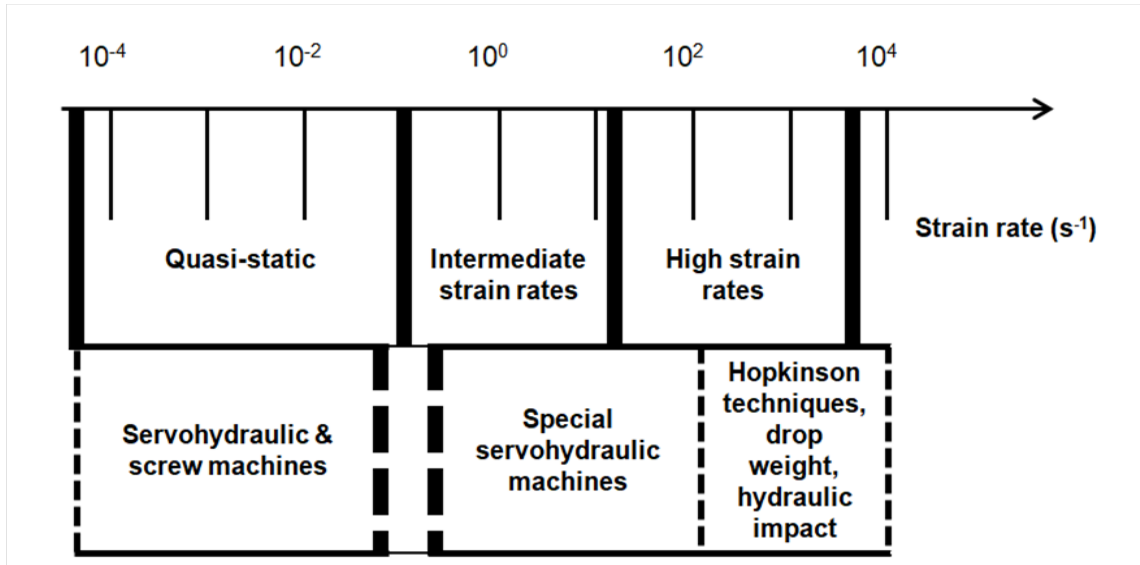 10⁻⁴ 10⁻² 10⁰ 10² 10⁴
Strain rate (s⁻¹)
Quasi-static
Intermediate
strain rates
High strain
rates
Servohydraulic &
screw machines
Special
servohydraulic
machines
Hopkinson
techniques,
drop
weight,
hydraulic
impact